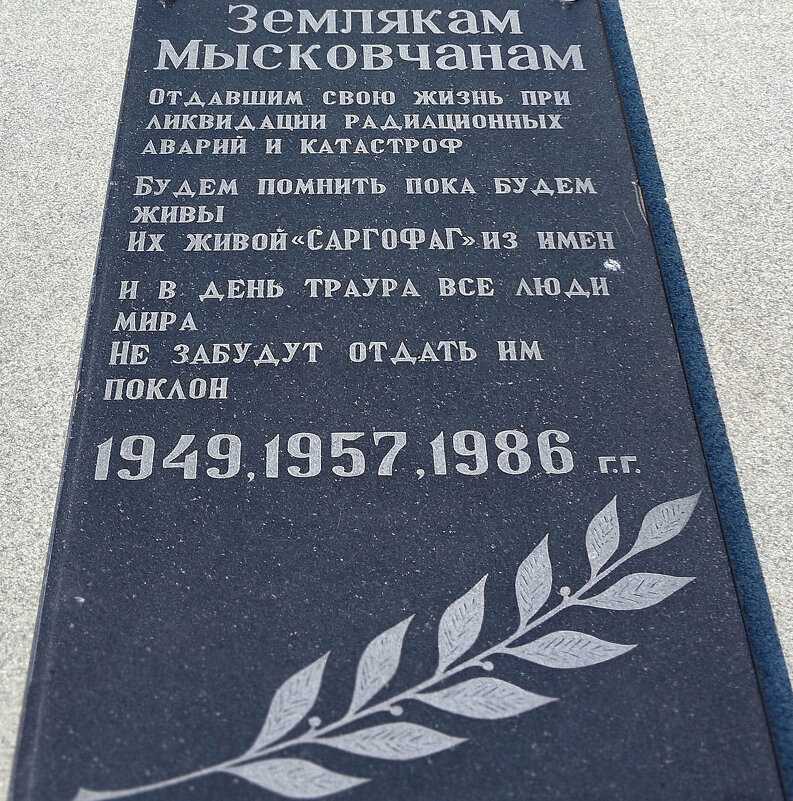 Землякам
Мысковчанам
Отдавшим свою жизнь при
ликвидации радиационных
аварий и катастроф
Будем помнить пока будем
живы
Их живой «САРГОФАГ» из имен
и в день траура все люди
мира
Не забудут отдать им
поклон
1949, 1957, 1986 г.г.